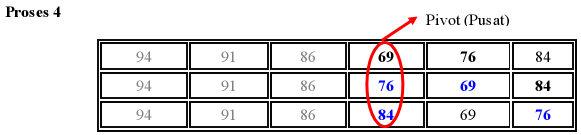 Proses 4
Pivot (Pusat)
94 91 86 69 76 84
94 91 86 76 69 84
94 91 86 84 69 76